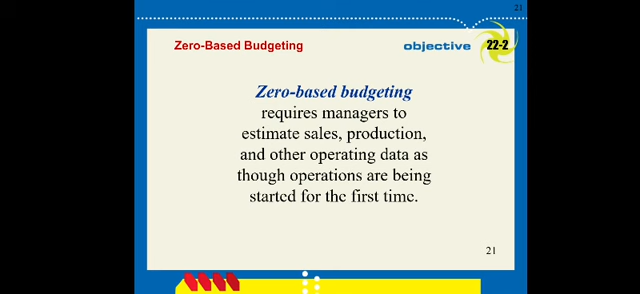 21
Zero-Based Budgeting
objective 22-2
Zero-based budgeting
requires managers to
estimate sales, production,
and other operating data as
though operations are being
started for the first time.
21